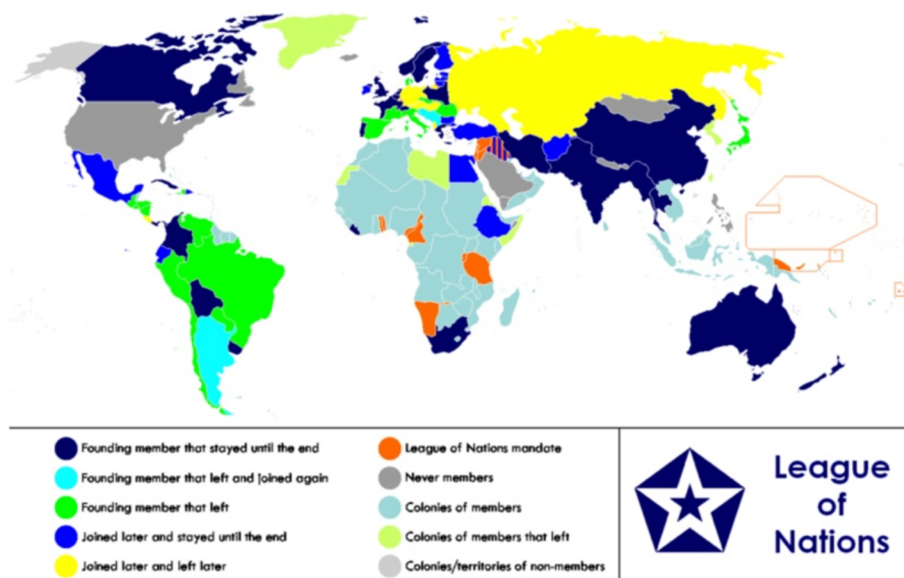 Founding member that stayed until the end
Founding member that left and joined again
Founding member that left
Joined later and stayed until the end
Joined later and left later
League of Nations mandate
Never members
Colonies of members
Colonies of members that left
Colonies/territories of non-members
League
of
Nations